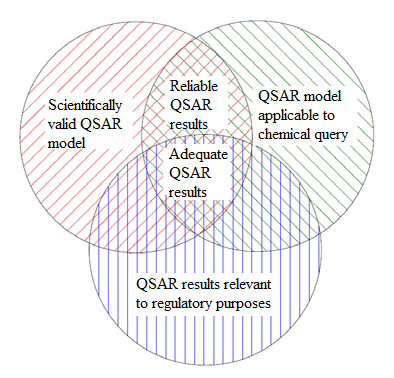 Scientifically
valid QSAR
model
Reliable
QSAR
results
QSAR model
applicable to
chemical query
Adequate
QSAR
results
QSAR results relevant
to regulatory purposes